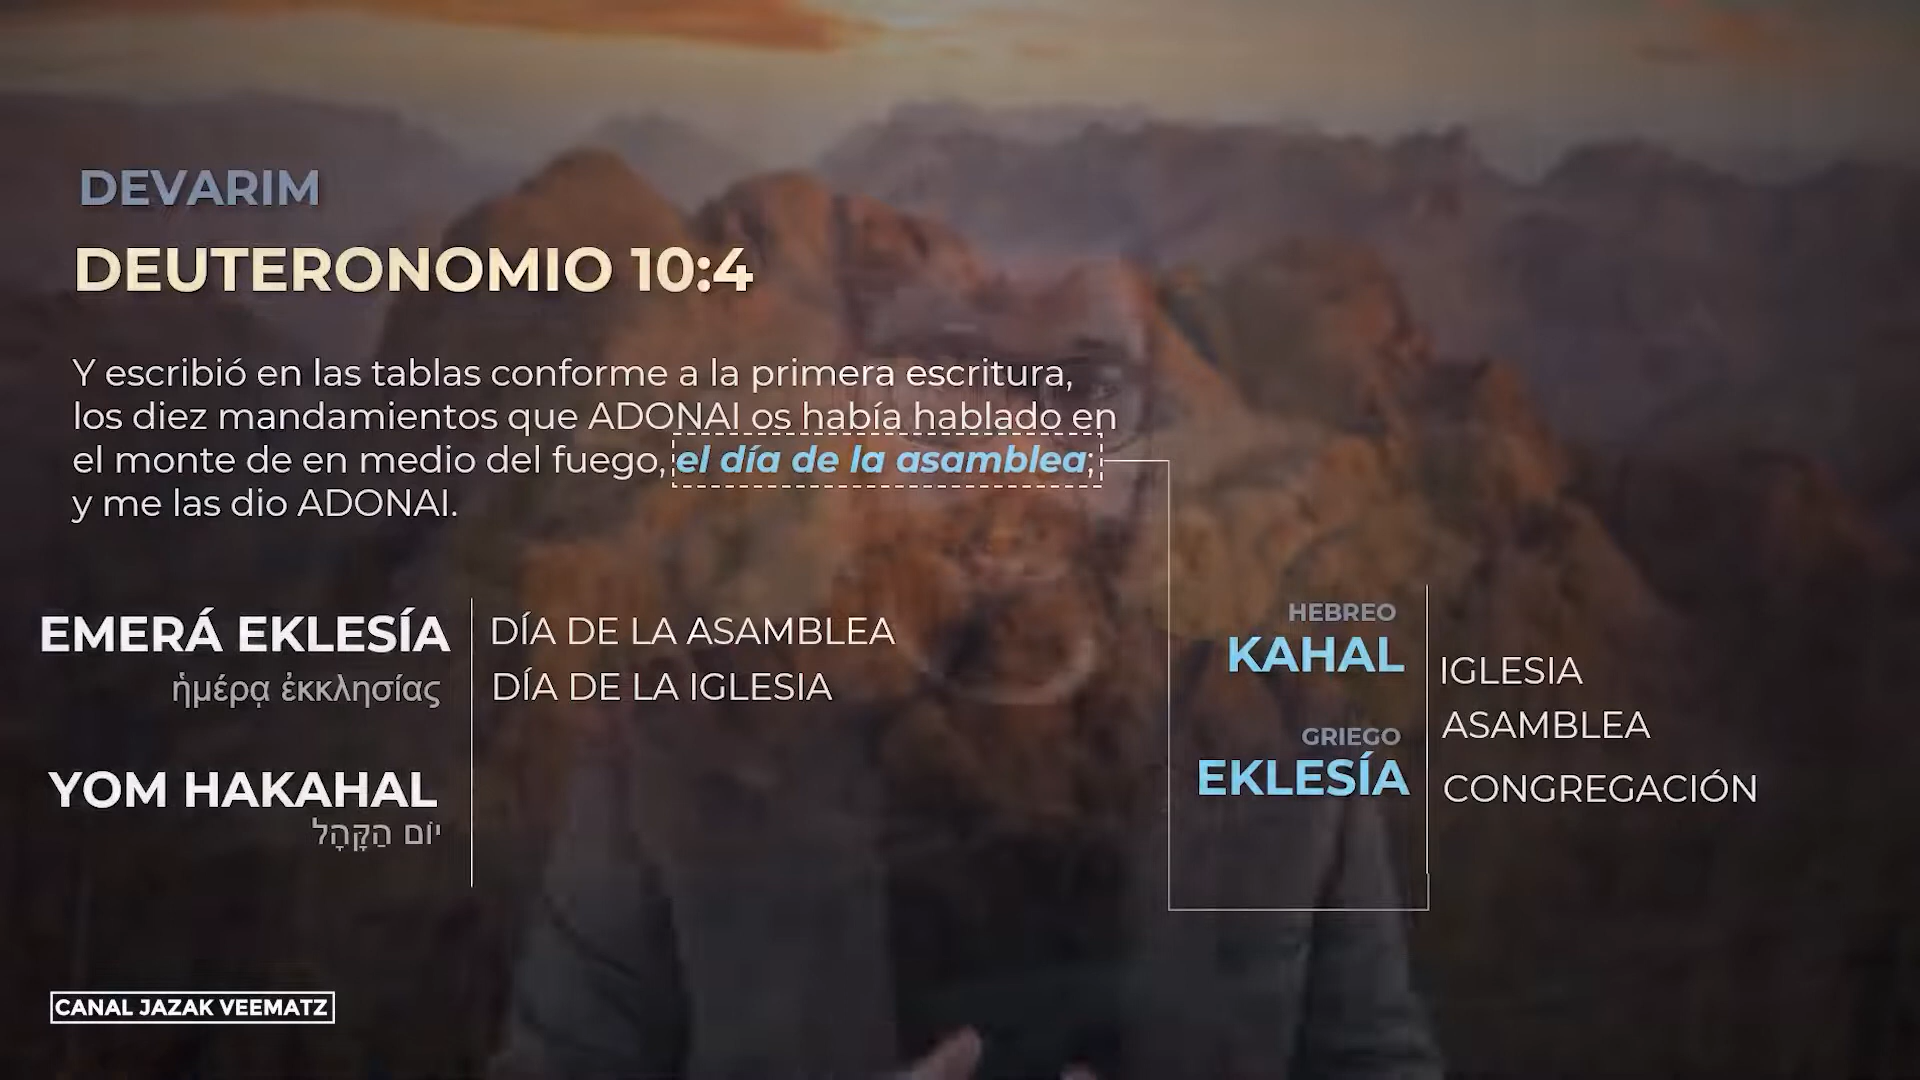 DEVARIM
DEUTERONOMIO 10:4
Y escribió en las tablas conforme a la primera escritura,
los diez mandamientos que ADONAI os había hablado en
el monte de en medio del fuego, el día de la asamblea;
y me las dio ADONAI.
EMERÁ EKLESÍA
ἡμέρᾳ ἐκκλησίας
DÍA DE LA ASAMBLEA
DÍA DE LA IGLESIA
YOM HAKAHAL
יוֹם הַקָּהָל
HEBREO
KAHAL
GRIEGO
EKLESÍA
IGLESIA
ASAMBLEA
CONGREGACIÓN
CANAL JAZAK VEEMATZ